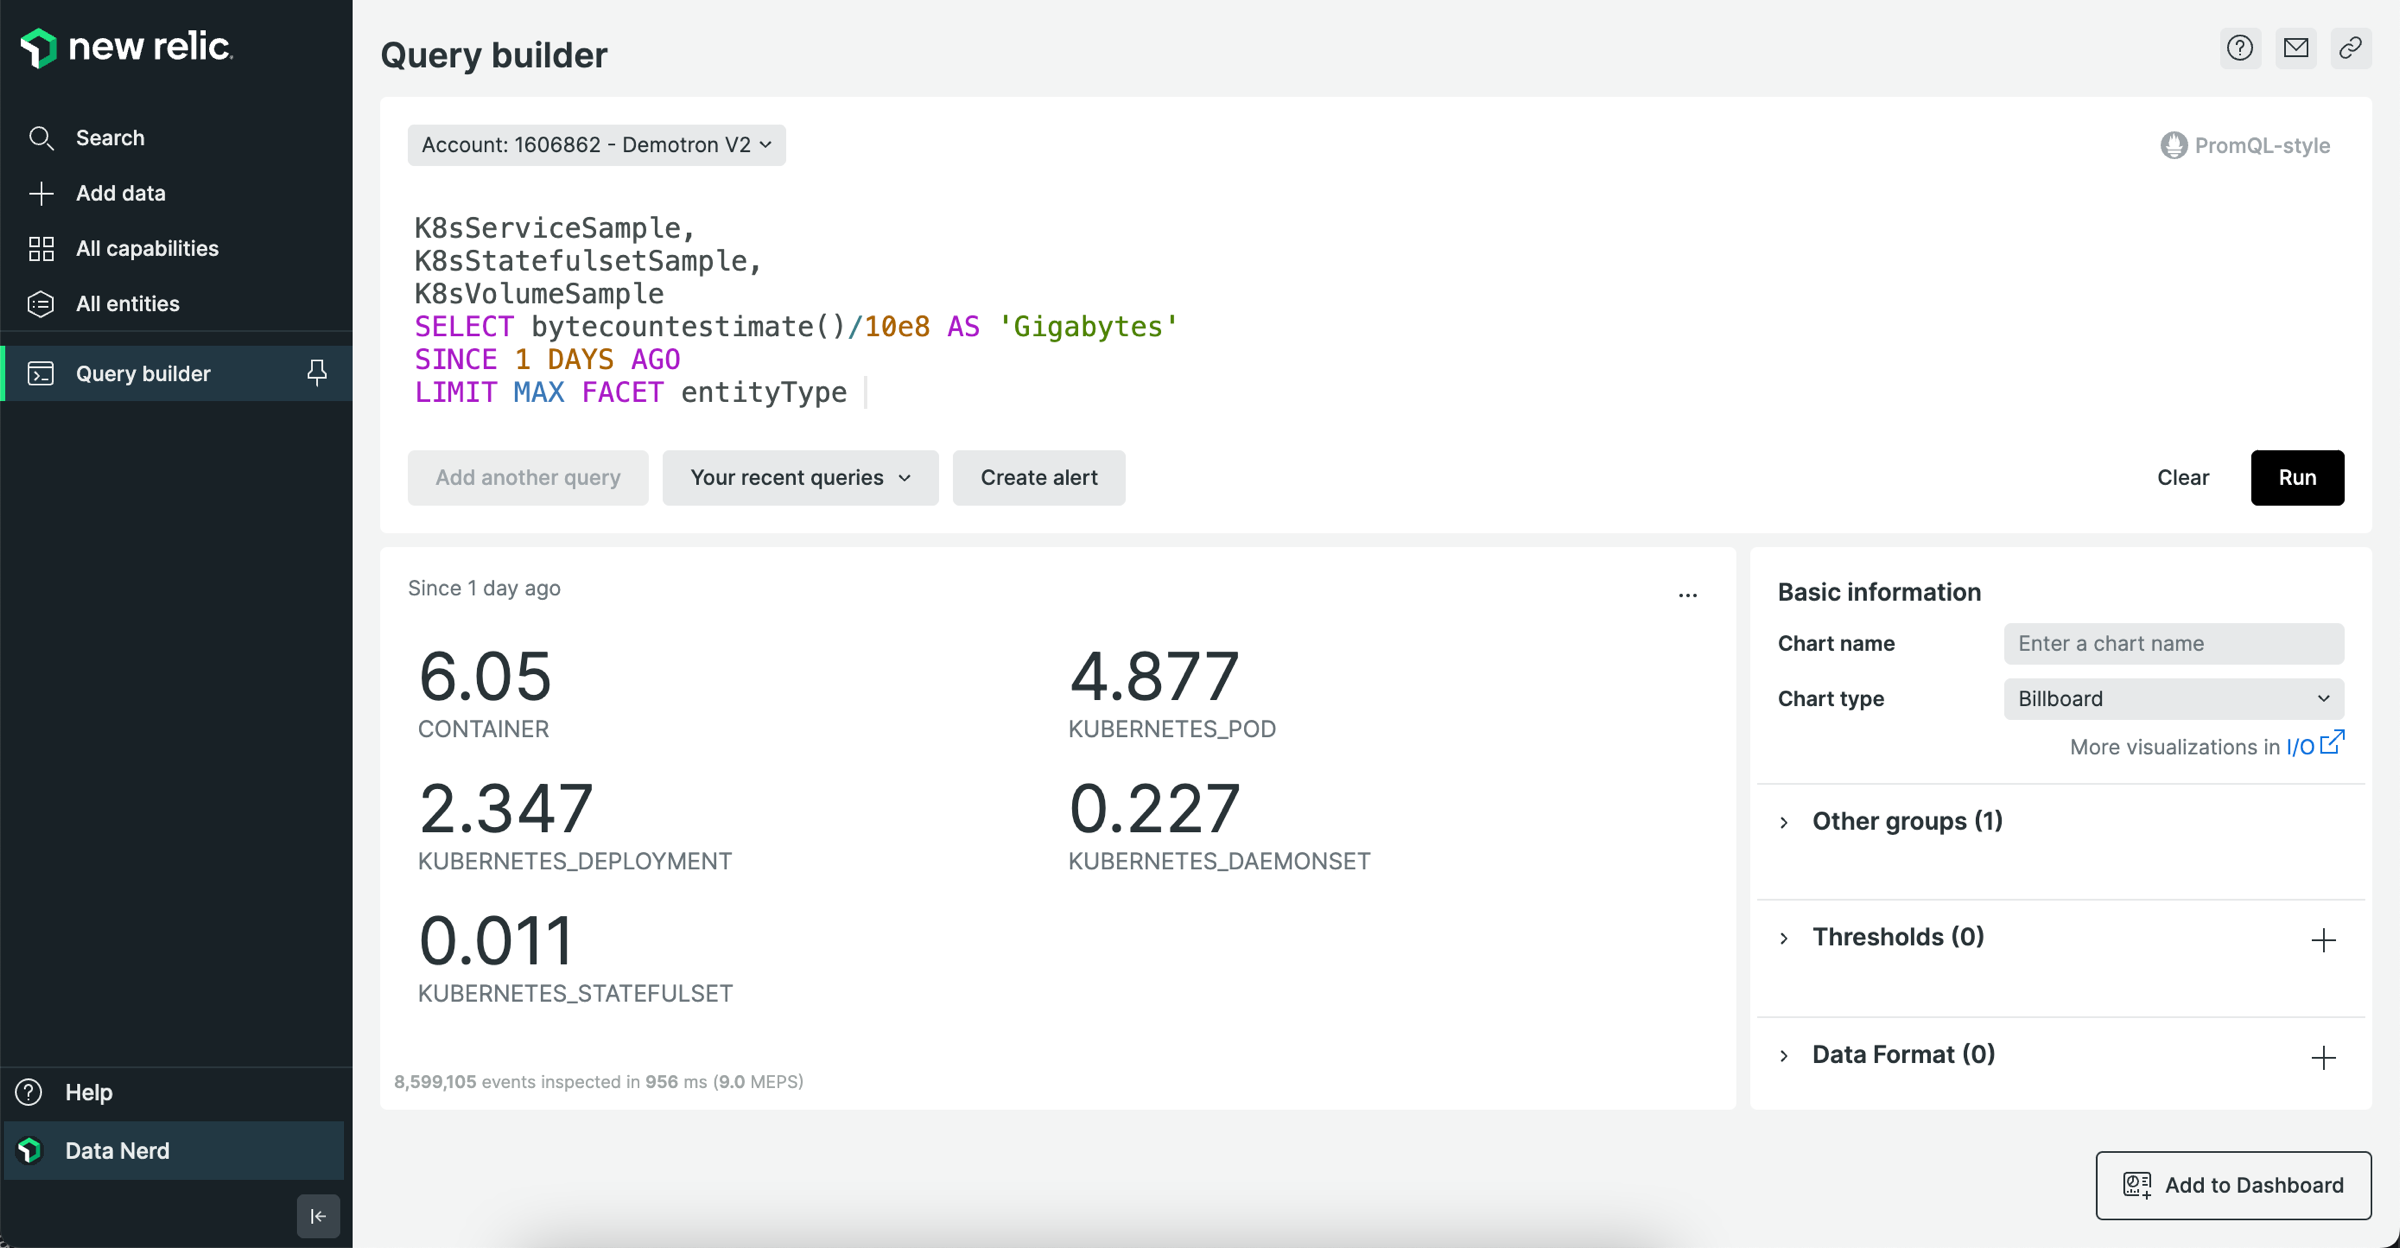 new relic.
Search
Add data
All capabilities
All entities
Query builder
Help
Data Nerd
Query builder
Account: 1606862 - Demotron V2
PromQL-style
K8sServiceSample,
K8sStatefulsetSample,
K8sVolumeSample
SELECT bytecountestimate()/10e8 AS 'Gigabytes'
SINCE 1 DAYS AGO
LIMIT MAX FACET entityType
Add another query
Your recent queries
Create alert
Clear
Run
Since 1 day ago
...
6.05
CONTAINER
4.877
KUBERNETES_POD
2.347
KUBERNETES_DEPLOYMENT
0.227
KUBERNETES_DAEMONSET
0.011
KUBERNETES_STATEFULSET
8,599,105 events inspected in 956 ms (9.0 MEPS)
Basic information
Chart name
Enter a chart name
Chart type
Billboard
More visualizations in I/O
Other groups (1)
Thresholds (0)
Data Format (0)
Add to Dashboard